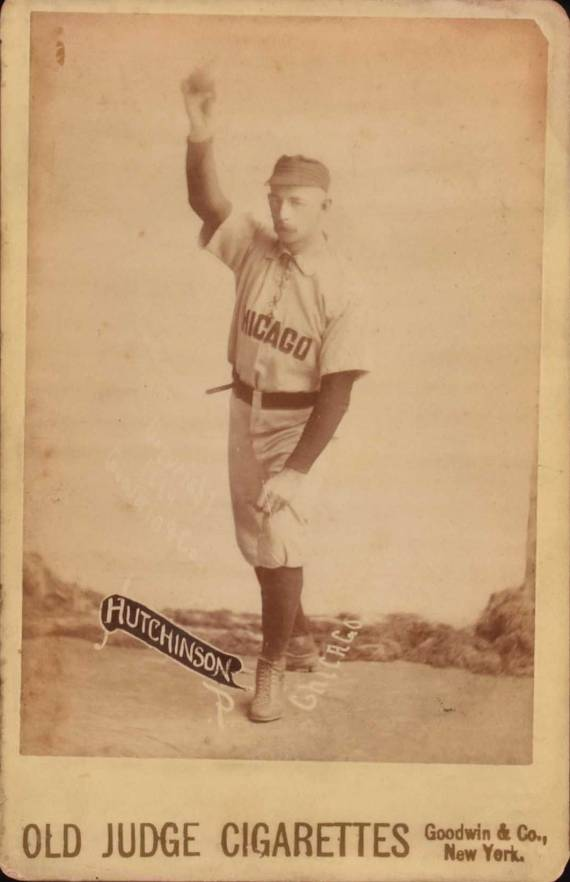 HICAGO
HUTCHINSON
P
CHICAGO
OLD JUDGE CIGARETTES
Goodwin & Co.,
New York.